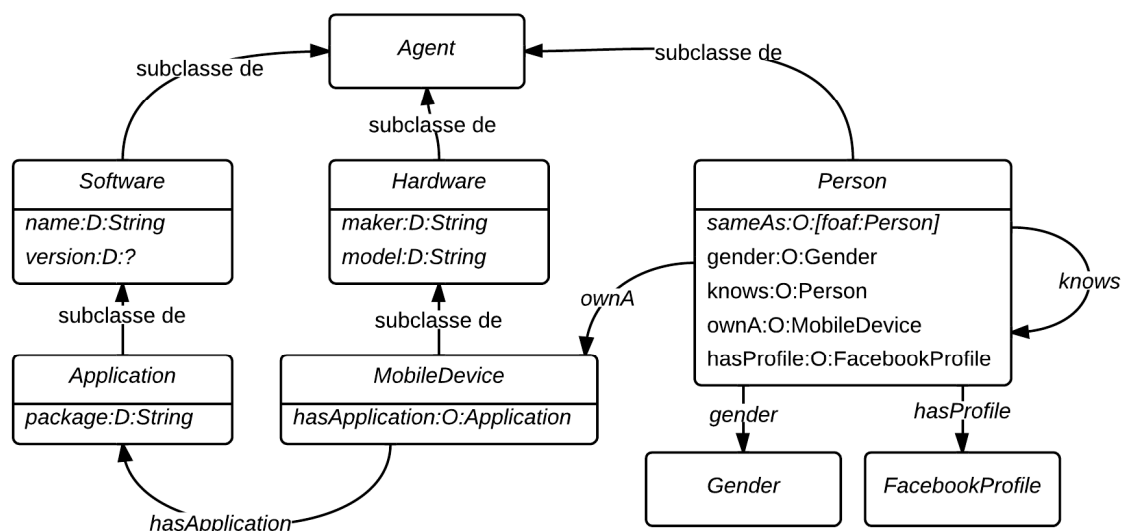 Agent
subclasse de
subclasse de
subclasse de
Software
name:D:String
version:D:?
Hardware
maker:D:String
model:D:String
Person
sameAs:O:[foaf:Person]
gender:O:Gender
knows:O:Person
ownA:O:MobileDevice
hasProfile:O:FacebookProfile
knows
ownA
subclasse de
subclasse de
Application
package:D:String
MobileDevice
hasApplication:O:Application
gender
hasProfile
Gender
FacebookProfile
hasApplication